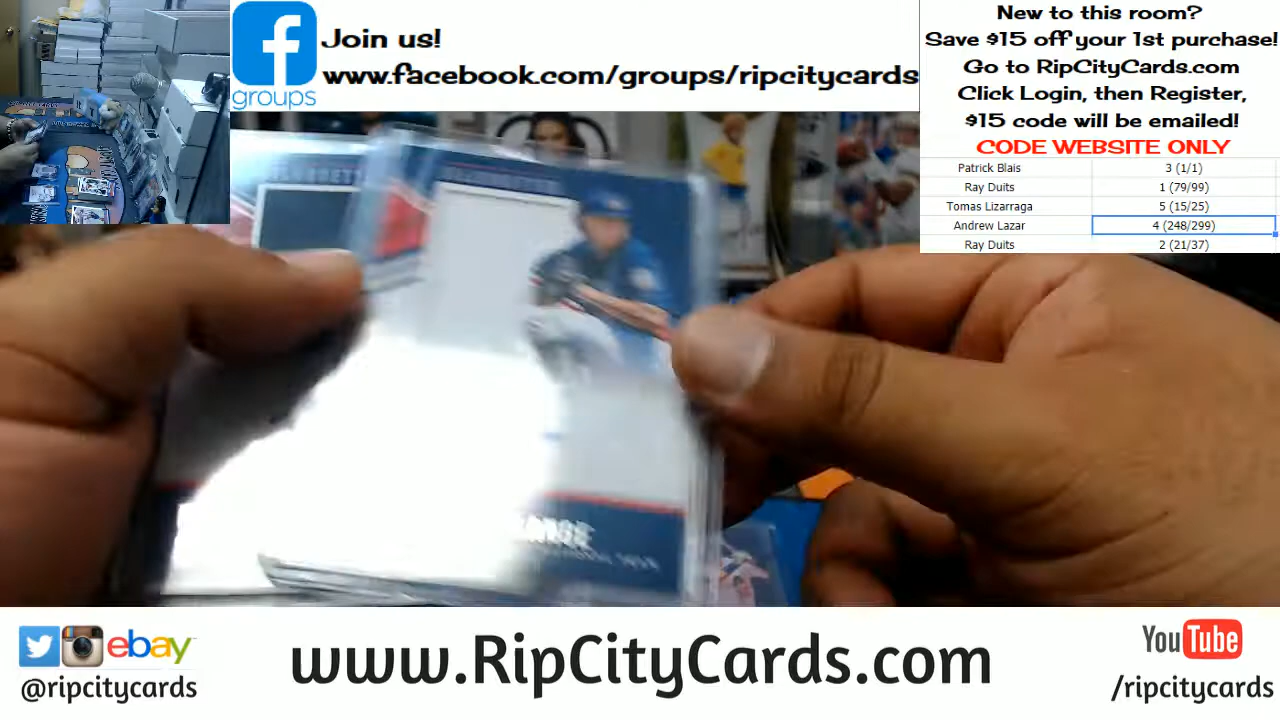 Join us!
www.facebook.com/groups/ripcitycards
groups
New to this room?
Save $15 off your 1st purchase!
Go to RipCityCards.com
Click Login, then Register,
$15 code will be emailed!
CODE WEBSITE ONLY
Patrick Blais 3 (1/1)
Ray Duits 1 (79/99)
Tomas Lizarraga 5 (15/25)
Andrew Lazar 4 (248/299)
Ray Duits 2 (21/37)
ebay
@ripcitycards
www.RipCityCards.com
YouTube
/ripcitycards